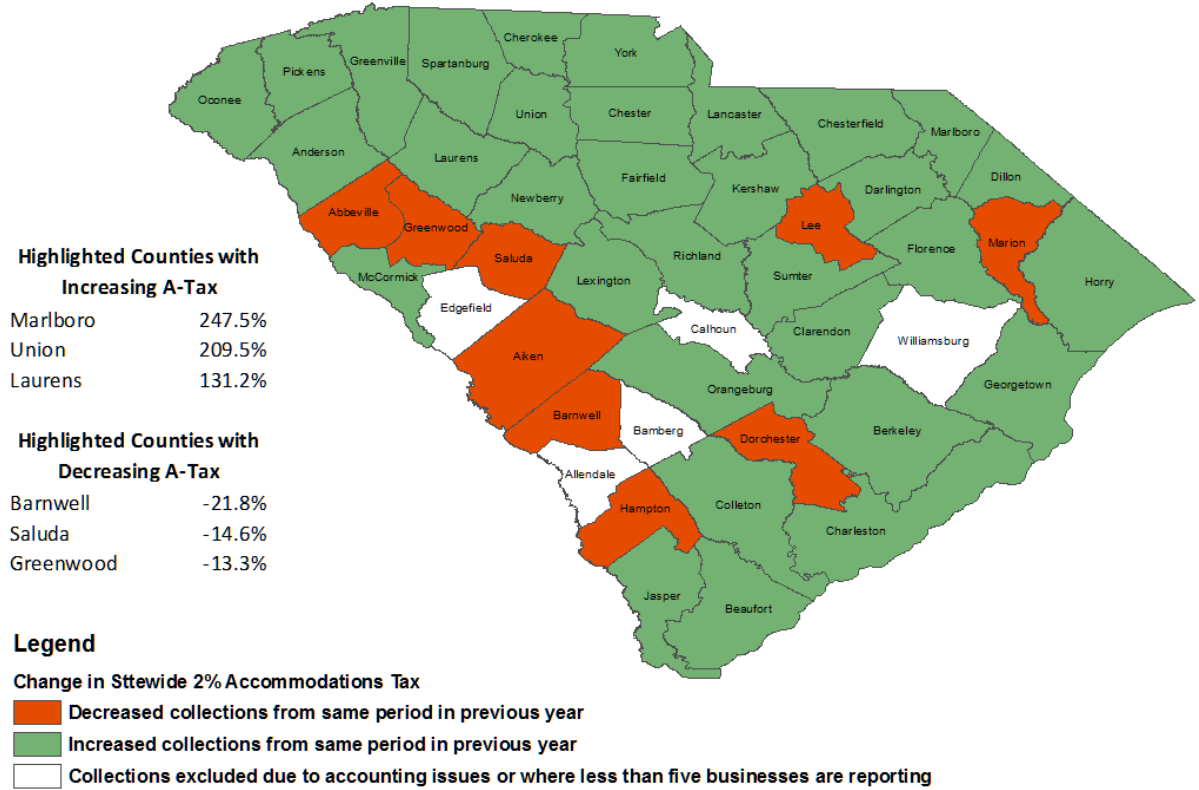 Cherokee
York
Greenville
Spartanburg
Pickens
Oconee
Union
Chester
Lancaster
Chesterfield
Marlboro
Anderson
Laurens
Fairfield
Kershaw
Darlington
Dillon
Newberry
Abbeville
Greenwood
Lee
Florence
Marion
Saluda
Richland
McCormick
Lexington
Sumter
Horry
Edgefield
Calhoun
Clarendon
Williamsburg
Aiken
Orangeburg
Georgetown
Barnwell
Bamberg
Dorchester
Berkeley
Allendale
Hampton
Colleton
Charleston
Jasper
Beaufort
Highlighted Counties with
Increasing A-Tax
Marlboro 247.5%
Union 209.5%
Laurens 131.2%
Highlighted Counties with
Decreasing A-Tax
Barnwell -21.8%
Saluda -14.6%
Greenwood -13.3%
Legend
Change in Sttewide 2% Accommodations Tax
Decreased collections from same period in previous year
Increased collections from same period in previous year
Collections excluded due to accounting issues or where less than five businesses are reporting